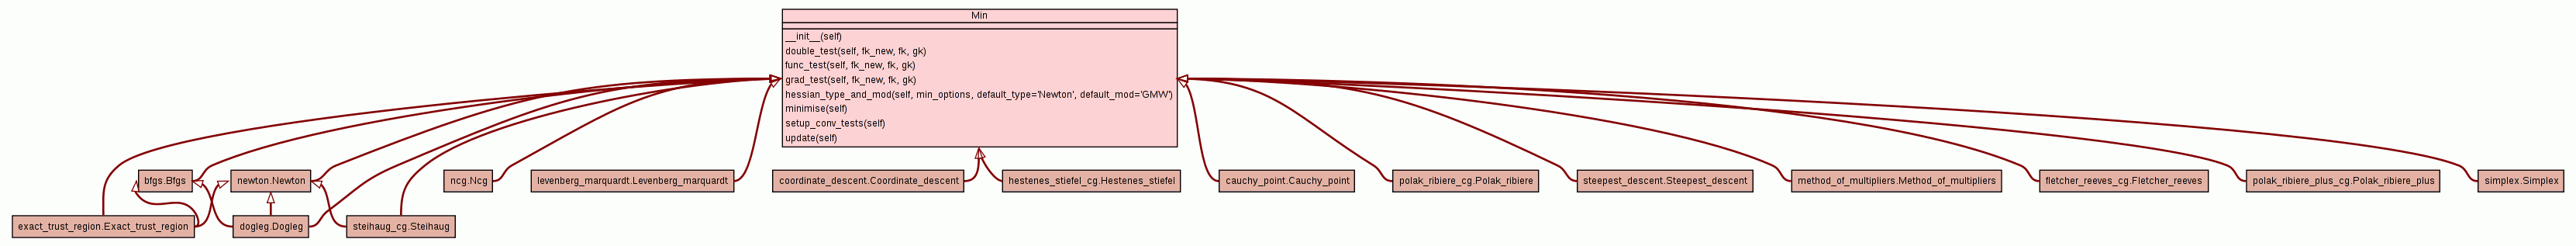 Min
__init__(self)
double_test(self, fk_new, fk, gk)
func_test(self, fk_new, fk, gk)
grad_test(self, fk_new, fk, gk)
hessian_type_and_mod(self, min_options, default_type='Newton', default_mod='GMW')
minimise(self)
setup_conv_tests(self)
update(self)
bfgs.Bfgs
newton.Newton
ncg.Ncg
levenberg_marquardt.Levenberg_marquardt
coordinate_descent.Coordinate_descent
hestenes_stiefel_cg.Hestenes_stiefel
cauchy_point.Cauchy_point
polak_ribiere_cg.Polak_ribiere
steepest_descent.Steepest_descent
method_of_multipliers.Method_of_multipliers
fletcher_reeves_cg.Fletcher_reeves
polak_ribiere_plus_cg.Polak_ribiere_plus
simplex.Simplex
exact_trust_region.Exact_trust_region
dogleg.Dogleg
steihaug_cg.Steihaug